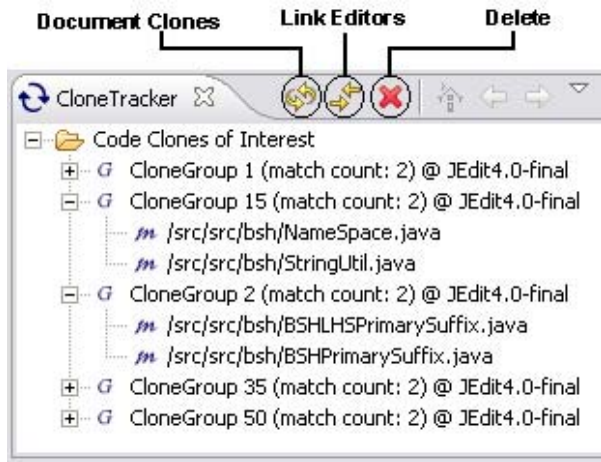 Document Clones Link Editors Delete
CloneTracker
Code Clones of Interest
G CloneGroup 1 (match count: 2) @ JEdit4.0-final
G CloneGroup 15 (match count: 2) @ JEdit4.0-final
m /src/src/bsh/NameSpace.java
m /src/src/bsh/StringUtil.java
G CloneGroup 2 (match count: 2) @ JEdit4.0-final
m /src/src/bsh/BSHLHSPrimarySuffix.java
m /src/src/bsh/BSHPrimarySuffix.java
G CloneGroup 35 (match count: 2) @ JEdit4.0-final
G CloneGroup 50 (match count: 2) @ JEdit4.0-final